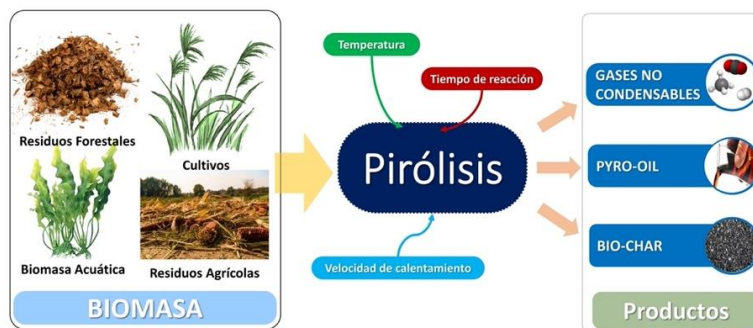 Residuos Forestales
Cultivos
Biomasa Acuática
Residuos Agrícolas
BIOMASA
Temperatura
Tiempo de reacción
Pirólisis
Velocidad de calentamiento
GASES NO
CONDENSABLES
PYRO-OIL
BIO-CHAR
Productos